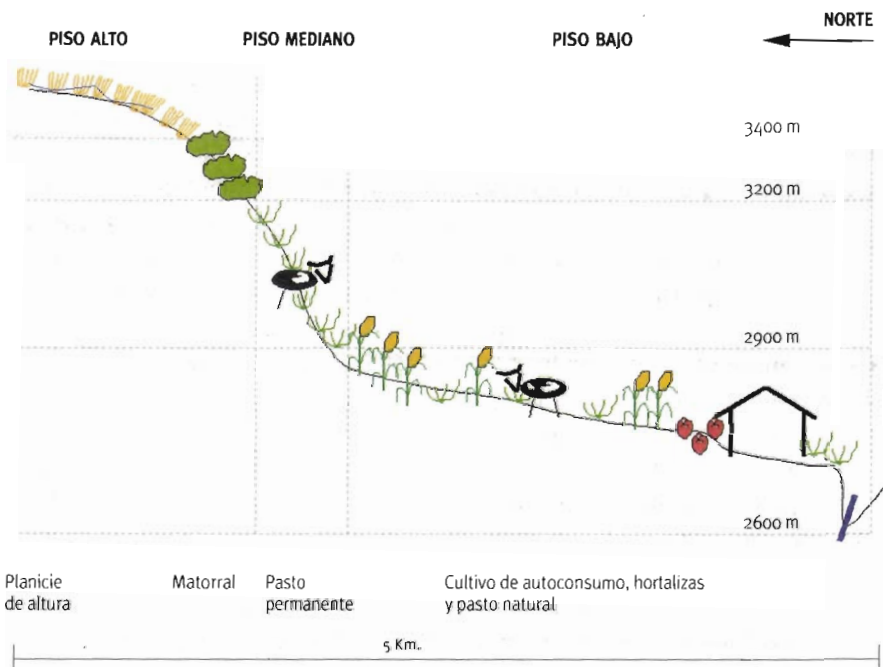 NORTE
PISO ALTO
PISO MEDIANO
PISO BAJO
3400 m
3200 m
2900 m
2600 m
Planicie
de altura
Matorral
Pasto
permanente
Cultivo de autoconsumo, hortalizas
y pasto natural
5 Km.